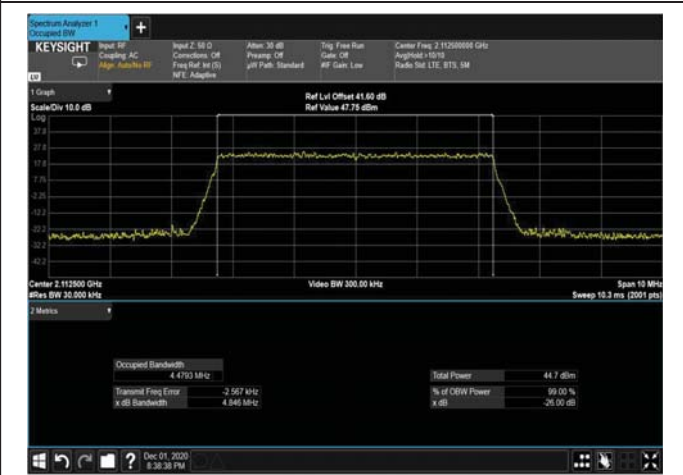 Spectrum Analyzer 1
Occupied BW
+
KEYSIGHT
Input: RF
Coupling: AC
Align: Auto/No RF
Input Z: 50 Ω
Corrections: Off
Freq Ref: Int (S)
NFE: Adaptive
Atten: 30 dB
Preamp: Off
µW Path: Standard
Trig: Free Run
Gate: Off
#IF Gain: Low
Center Freq: 2.112500000 GHz
Avg|Hold:>10/10
Radio Std: LTE, BTS, 5M
1 Graph
Scale/Div 10.0 dB
Ref Lvl Offset 41.60 dB
Ref Value 47.75 dBm
Log
37.8
27.8
17.8
7.75
-2.25
-12.2
-22.2
-32.2
-42.2
Center 2.112500 GHz
Video BW 300.00 kHz
Span 10 MHz
#Res BW 30.000 kHz
Sweep 10.3 ms (2001 pts)
2 Metrics
Occupied Bandwidth
4.4793 MHz
Total Power 44.7 dBm
Transmit Freq Error -2.567 kHz
% of OBW Power 99.00 %
x dB Bandwidth 4.846 MHz
x dB -26.00 dB
?
Dec 01, 2020
8:38:38 PM